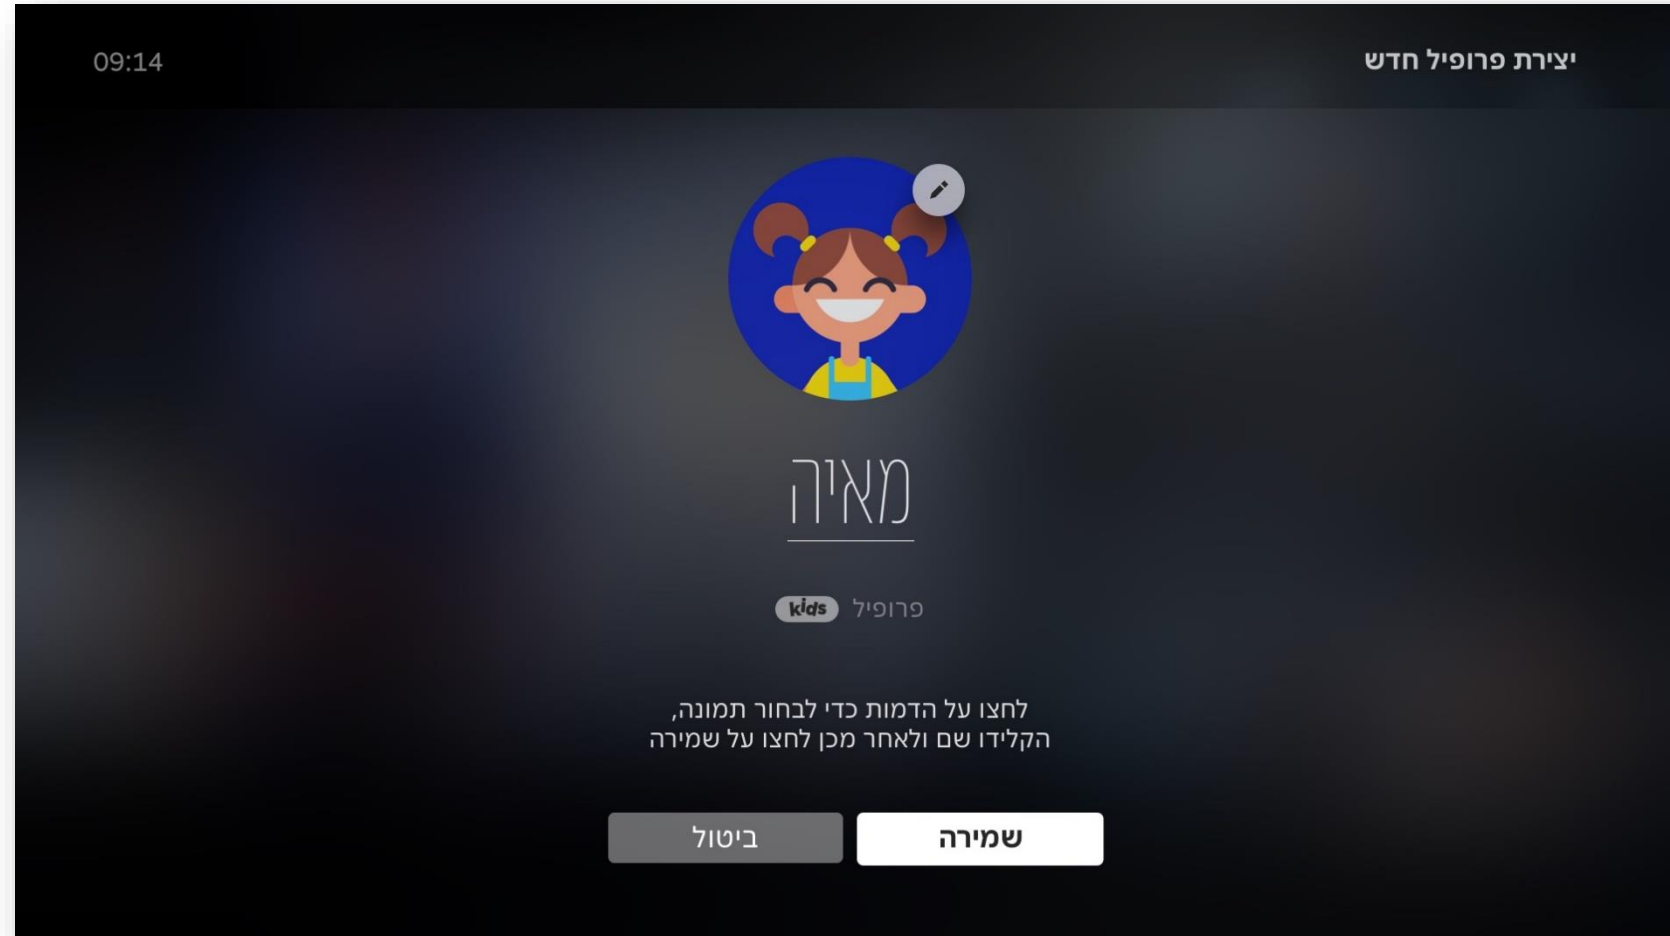 יצירת פרופיל חדש
09:14
מאיה
פרופיל kids
לחצו על הדמות כדי לבחור תמונה,
הקלידו שם ולאחר מכן לחצו על שמירה
שמירה
ביטול